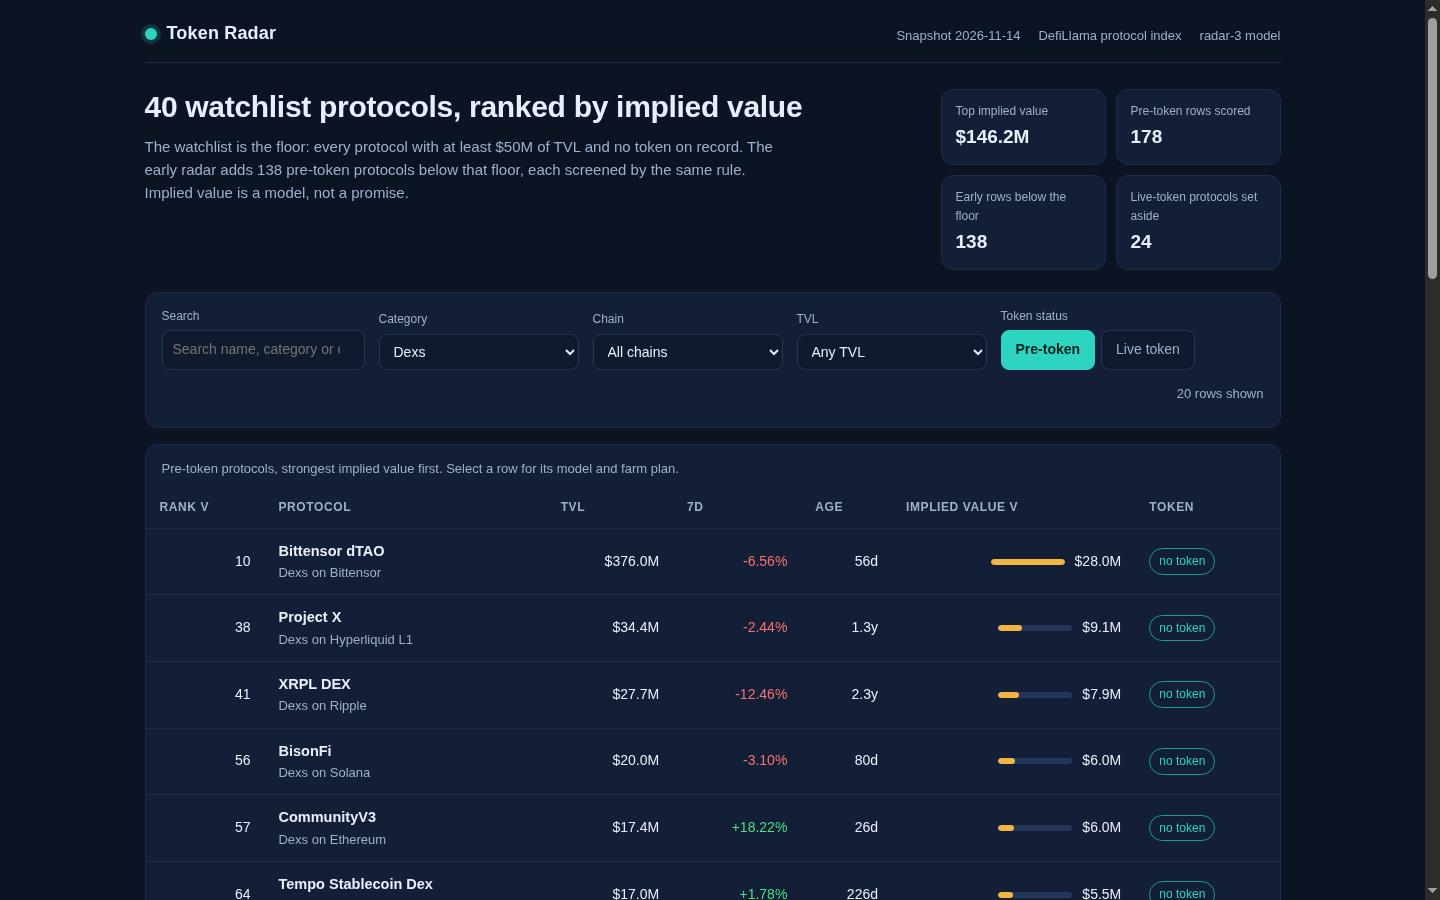 Token Radar
Snapshot 2026-11-14 DefiLlama protocol index radar-3 model
40 watchlist protocols, ranked by implied value
The watchlist is the floor: every protocol with at least $50M of TVL and no token on record. The
early radar adds 138 pre-token protocols below that floor, each screened by the same rule.
Implied value is a model, not a promise.
Top implied value
$146.2M
Pre-token rows scored
178
Early rows below the
floor
138
Live-token protocols set
aside
24
Search
Search name, category or
Category
Dexs
Chain
All chains
TVL
Any TVL
Token status
Pre-token Live token
20 rows shown
Pre-token protocols, strongest implied value first. Select a row for its model and farm plan.
RANK V PROTOCOL TVL 7D AGE IMPLIED VALUE V TOKEN
10 Bittensor dTAO $376.0M -6.56% 56d $28.0M no token
Dexs on Bittensor
38 Project X $34.4M -2.44% 1.3y $9.1M no token
Dexs on Hyperliquid L1
41 XRPL DEX $27.7M -12.46% 2.3y $7.9M no token
Dexs on Ripple
56 BisonFi $20.0M -3.10% 80d $6.0M no token
Dexs on Solana
57 CommunityV3 $17.4M +18.22% 26d $6.0M no token
Dexs on Ethereum
64 Tempo Stablecoin Dex $17.0M +1.78% 226d $5.5M no token